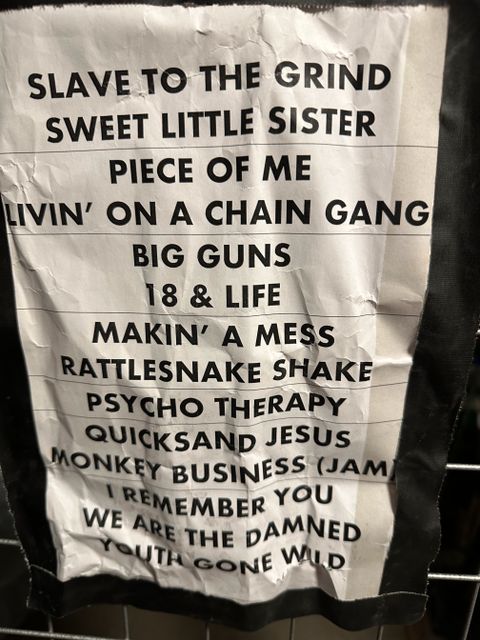 SLAVE TO THE GRIND
SWEET LITTLE SISTER
PIECE OF ME
LIVIN' ON A CHAIN GANG
BIG GUNS
18 & LIFE
MAKIN' A MESS
RATTLESNAKE SHAKE
PSYCHO THERAPY
QUICKSAND JESUS
MONKEY BUSINESS (JAM)
I REMEMBER YOU
WE ARE THE DAMNED
YOUTH GONE WILD